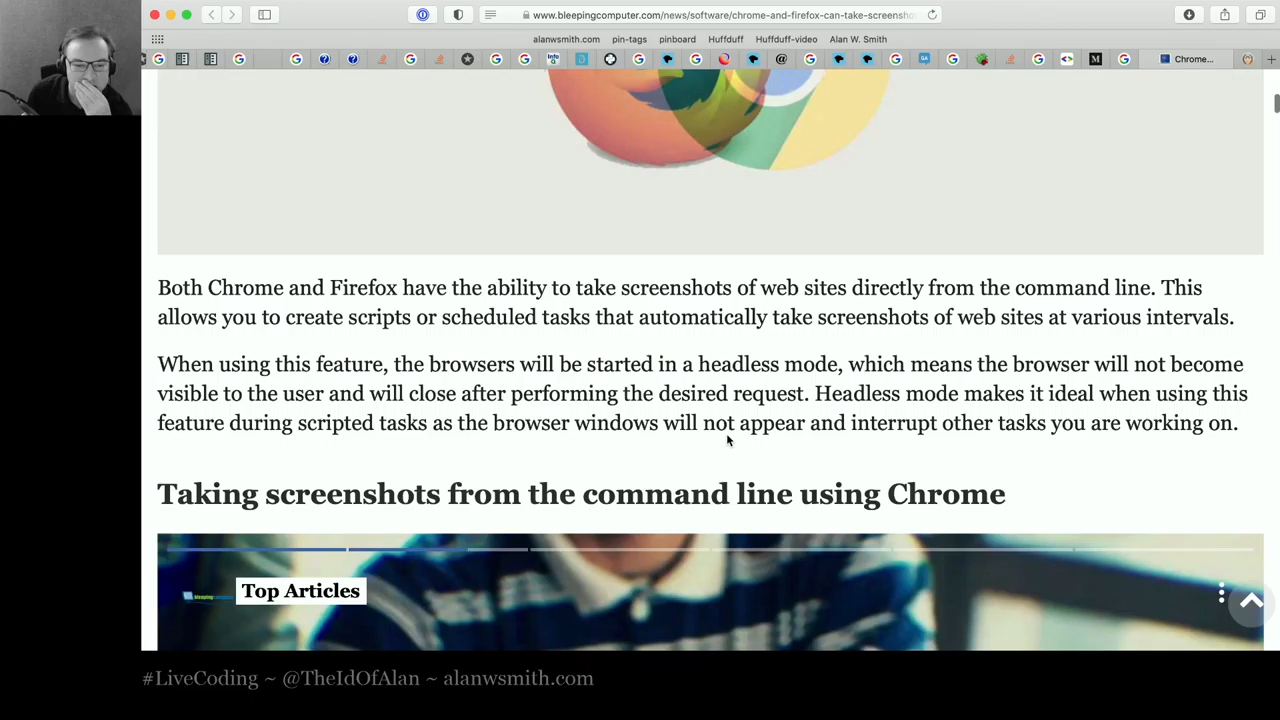 www.bleepingcomputer.com/news/software/chrome-and-firefox-can-take-screensho
alanwsmith.com pin-tags pinboard Huffduff Huffduff-video Alan W. Smith
Chrome...
Both Chrome and Firefox have the ability to take screenshots of web sites directly from the command line. This
allows you to create scripts or scheduled tasks that automatically take screenshots of web sites at various intervals.
When using this feature, the browsers will be started in a headless mode, which means the browser will not become
visible to the user and will close after performing the desired request. Headless mode makes it ideal when using this
feature during scripted tasks as the browser windows will not appear and interrupt other tasks you are working on.
Taking screenshots from the command line using Chrome
Top Articles
#LiveCoding ~ @TheIdOfAlan ~ alanwsmith.com